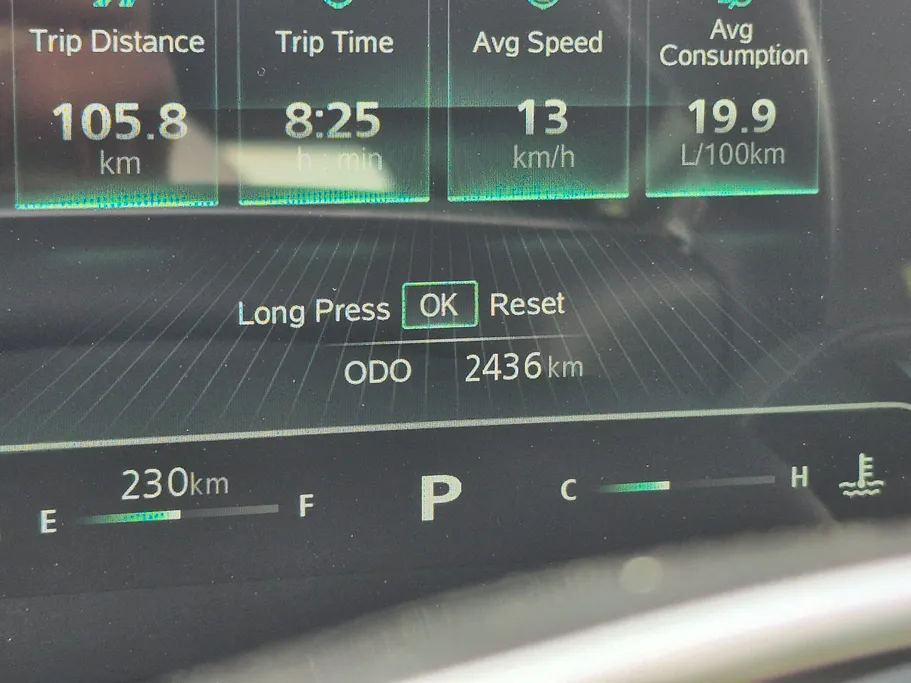 Trip Distance
105.8
km
Trip Time
8:25
h : min
Avg Speed
13
km/h
Avg
Consumption
19.9
L/100km
Long Press OK Reset
ODO 2436 km
230km
E F
P
C H